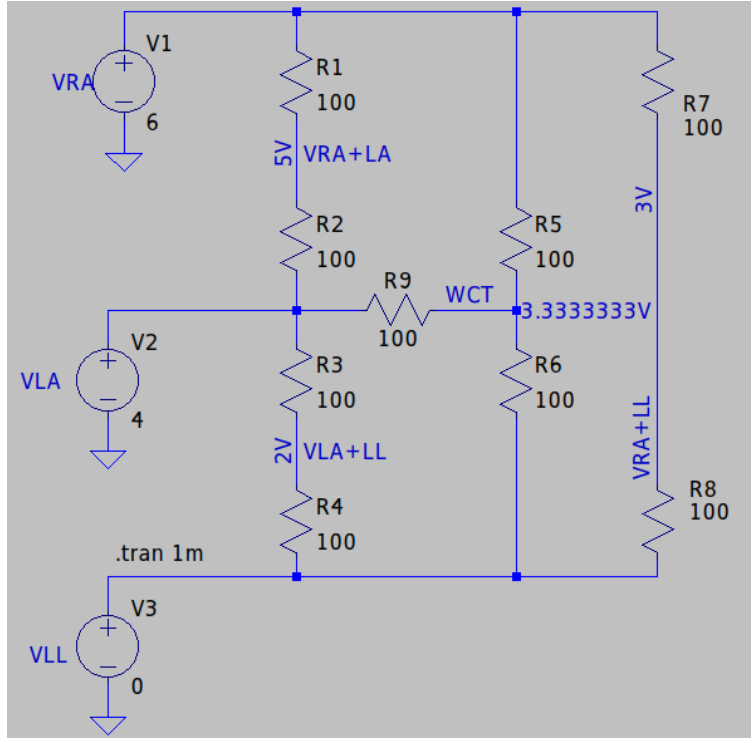 V1
VRA
6
R1
100
R7
100
5V
VRA+LA
3V
R2
100
R5
100
R9
100
WCT
3.3333333V
V2
VLA
4
R3
100
R6
100
2V
VLA+LL
VRA+LL
R4
100
R8
100
.tran 1m
V3
VLL
0